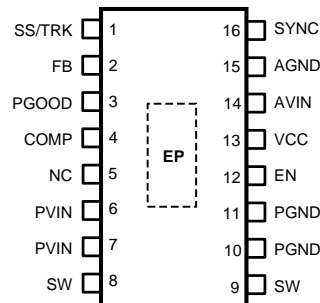 SS/TRK 1 16 SYNC
FB 2 15 AGND
PGOOD 3 14 AVIN
COMP 4 13 VCC
EP
NC 5 12 EN
PVIN 6 11 PGND
PVIN 7 10 PGND
SW 8 9 SW